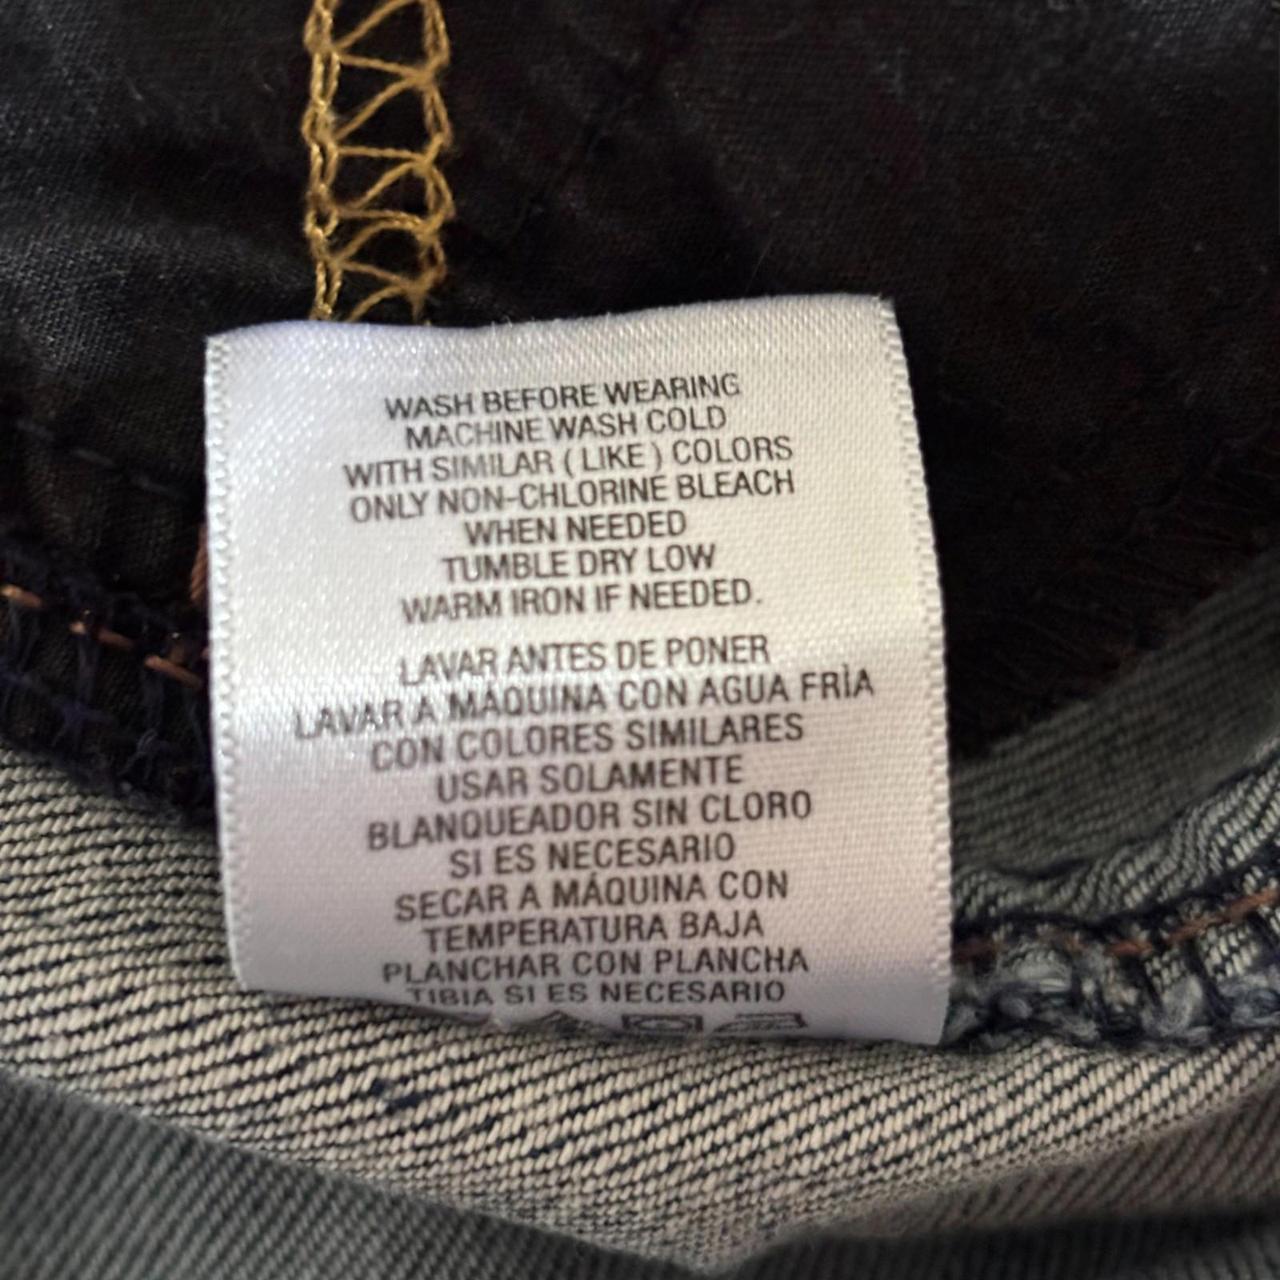 WASH BEFORE WEARING
MACHINE WASH COLD
WITH SIMILAR ( LIKE ) COLORS
ONLY NON-CHLORINE BLEACH
WHEN NEEDED
TUMBLE DRY LOW
WARM IRON IF NEEDED.
LAVAR ANTES DE PONER
LAVAR A MÁQUINA CON AGUA FRÌA
CON COLORES SIMILARES
USAR SOLAMENTE
BLANQUEADOR SIN CLORO
SI ES NECESARIO
SECAR A MÁQUINA CON
TEMPERATURA BAJA
PLANCHAR CON PLANCHA
TIBIA SI ES NECESARIO